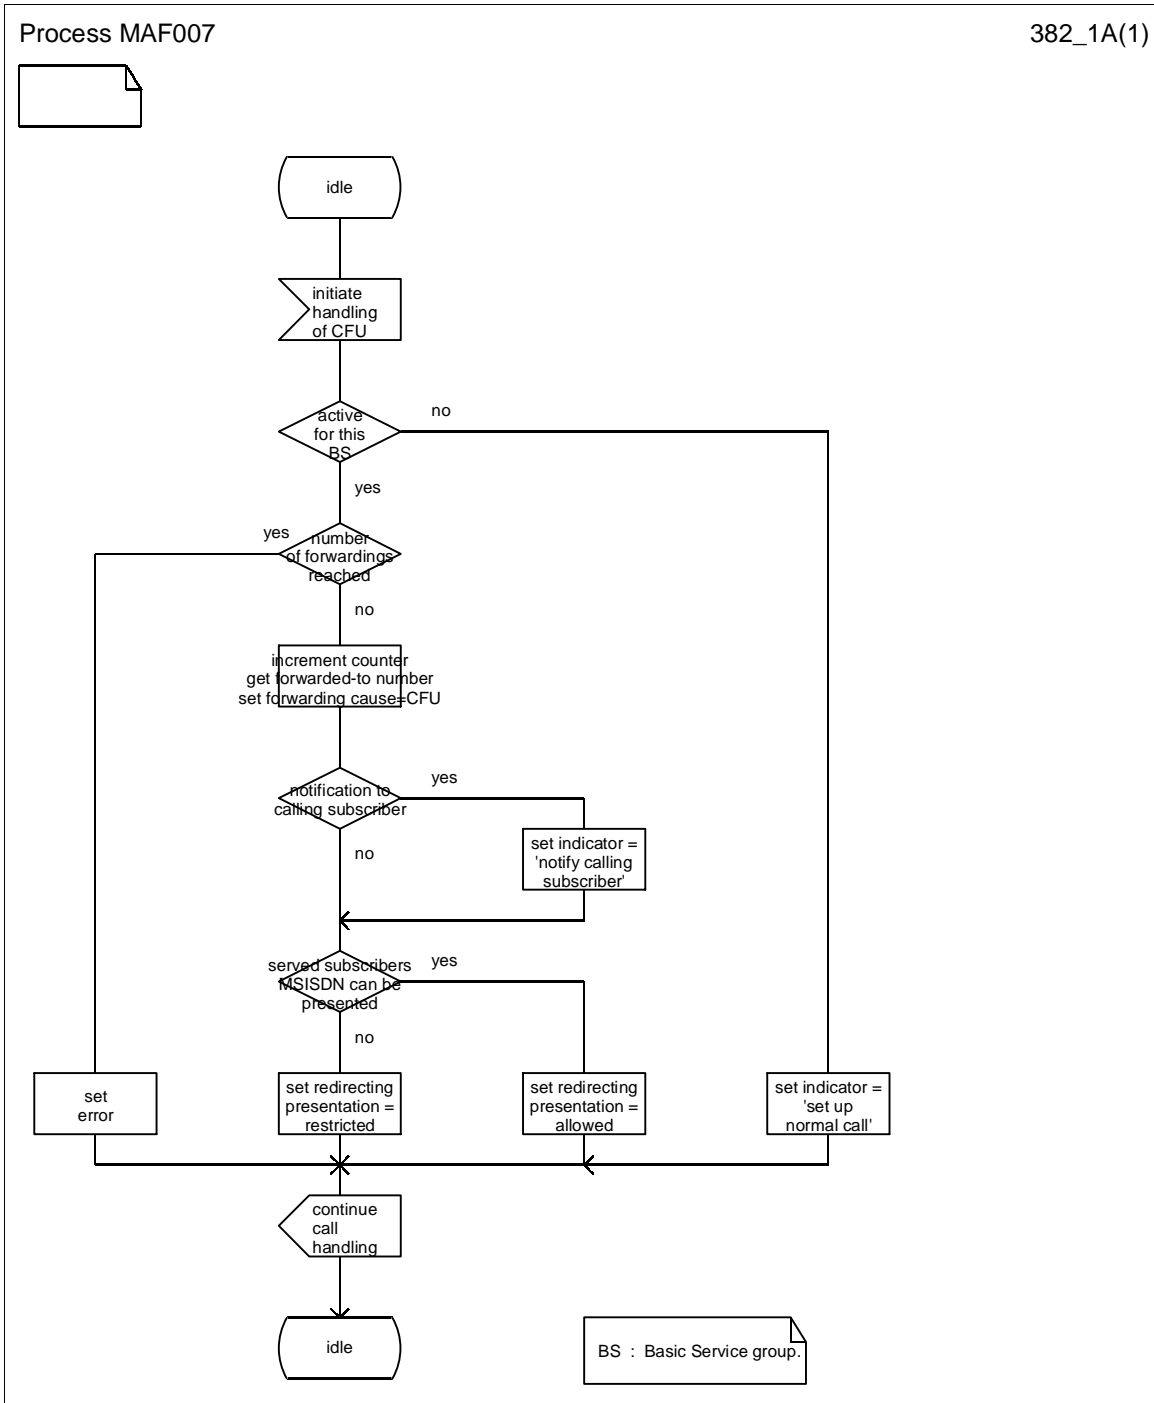 Process MAF007
382_1A(1)
idle
initiate
handling
of CFU
active
for this
BS
no
yes
yes
number
of forwardings
reached
no
increment counter
get forwarded-to number
set forwarding cause=CFU
notification to
calling subscriber
yes
set indicator =
'notify calling
subscriber'
no
served subscribers
MSISDN can be
presented
yes
no
set
error
set redirecting
presentation =
restricted
set redirecting
presentation =
allowed
set indicator =
'set up
normal call'
continue
call
handling
idle
BS : Basic Service group.